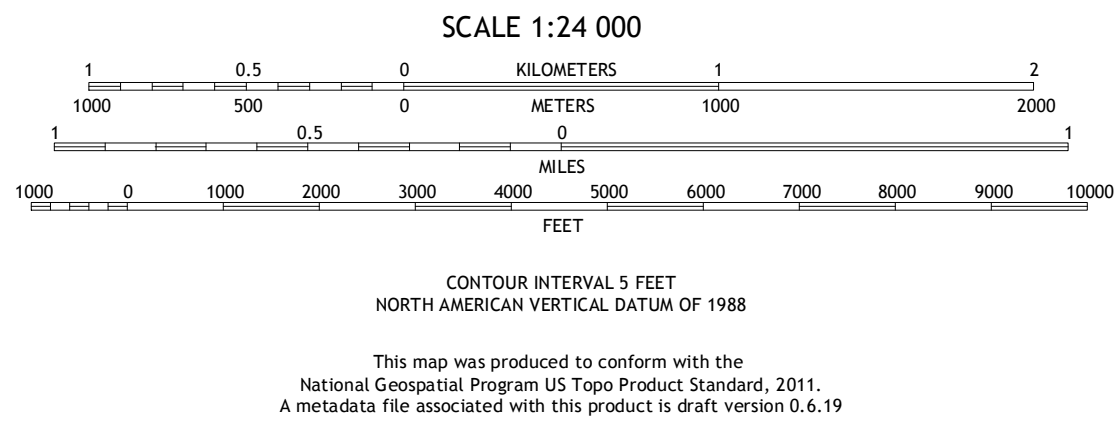 SCALE 1:24 000
1 0.5 0 KILOMETERS 1 2
1000 500 0 METERS 1000 2000
1 0.5 0 1
MILES
1000 0 1000 2000 3000 4000 5000 6000 7000 8000 9000 10000
FEET
CONTOUR INTERVAL 5 FEET
NORTH AMERICAN VERTICAL DATUM OF 1988
This map was produced to conform with the
National Geospatial Program US Topo Product Standard, 2011.
A metadata file associated with this product is draft version 0.6.19